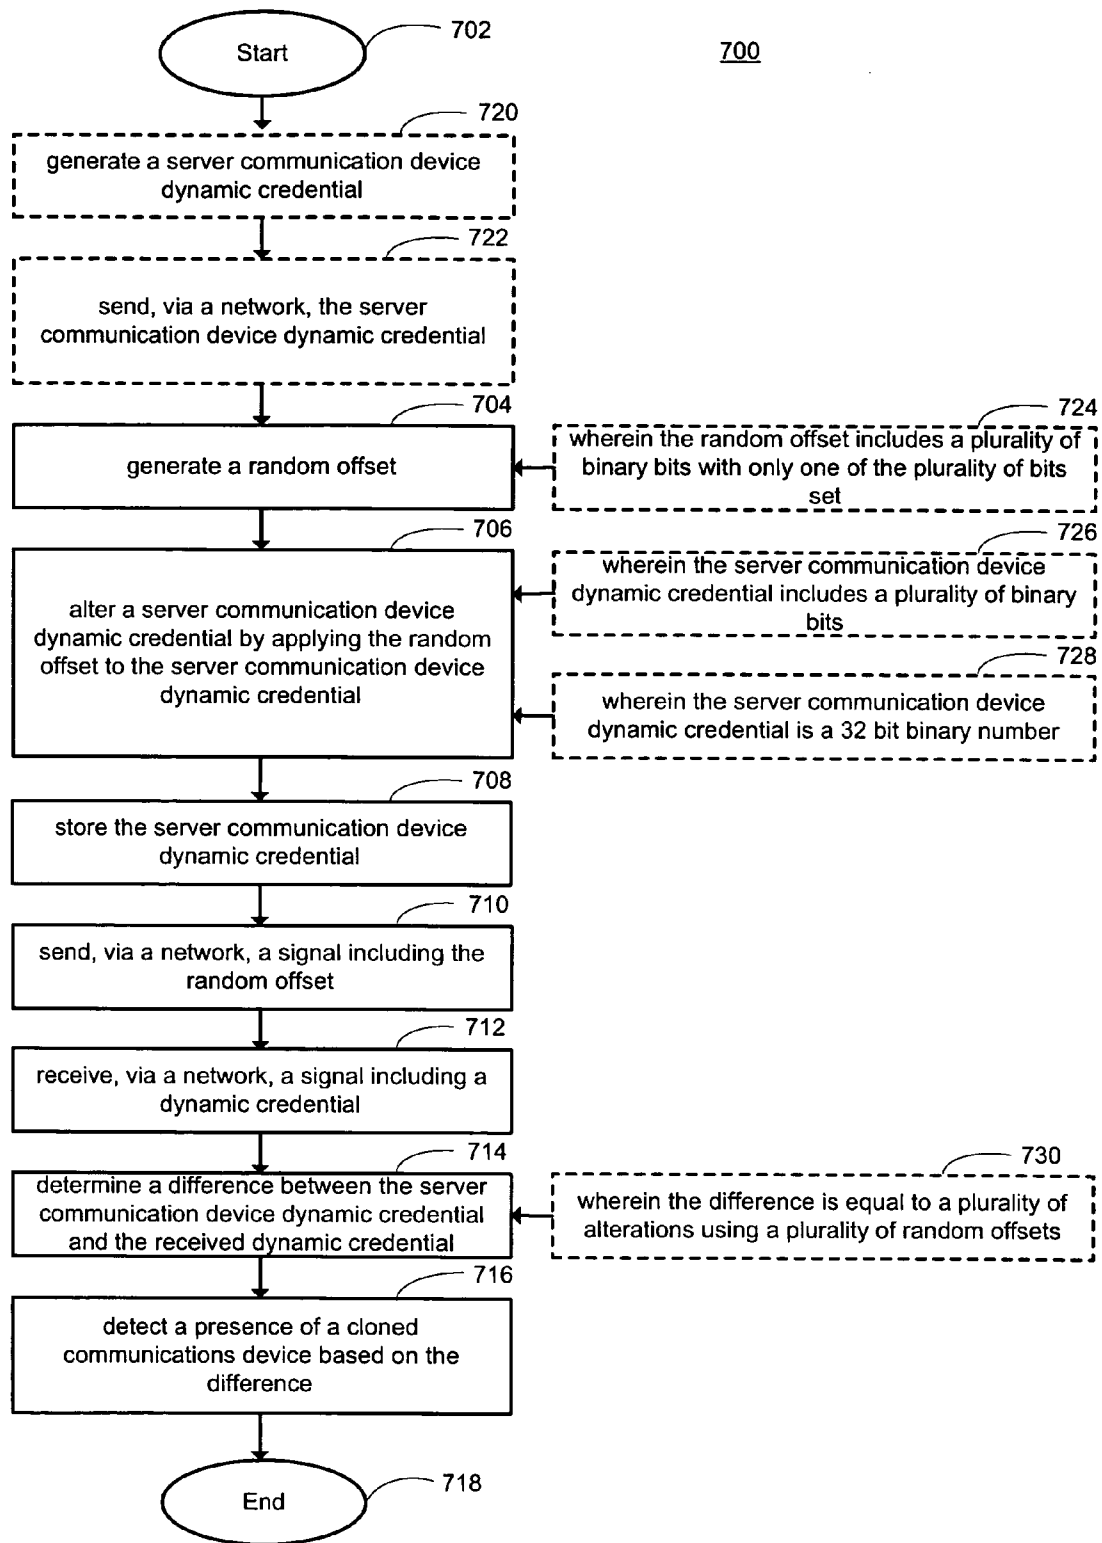 702
Start
700
720
generate a server communication device
dynamic credential
722
send, via a network, the server
communication device dynamic credential
704
generate a random offset
724
wherein the random offset includes a plurality of
binary bits with only one of the plurality of bits
set
706
alter a server communication device
dynamic credential by applying the random
offset to the server communication device
dynamic credential
726
wherein the server communication device
dynamic credential includes a plurality of binary
bits
728
wherein the server communication device
dynamic credential is a 32 bit binary number
708
store the server communication device
dynamic credential
710
send, via a network, a signal including the
random offset
712
receive, via a network, a signal including a
dynamic credential
714
determine a difference between the server
communication device dynamic credential
and the received dynamic credential
730
wherein the difference is equal to a plurality of
alterations using a plurality of random offsets
716
detect a presence of a cloned
communications device based on the
difference
718
End